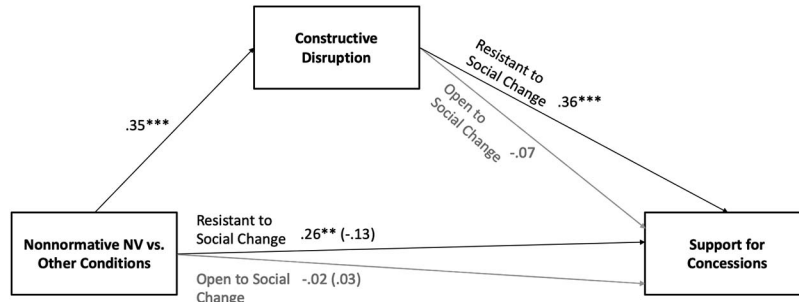 Constructive
Disruption
Resistant to
Social Change .36***
Open to
Social Change -.07
.35***
Nonnormative NV vs.
Other Conditions
Resistant to
Social Change .26** (-.13)
Open to Social -.02 (.03)
Change
Support for
Concessions